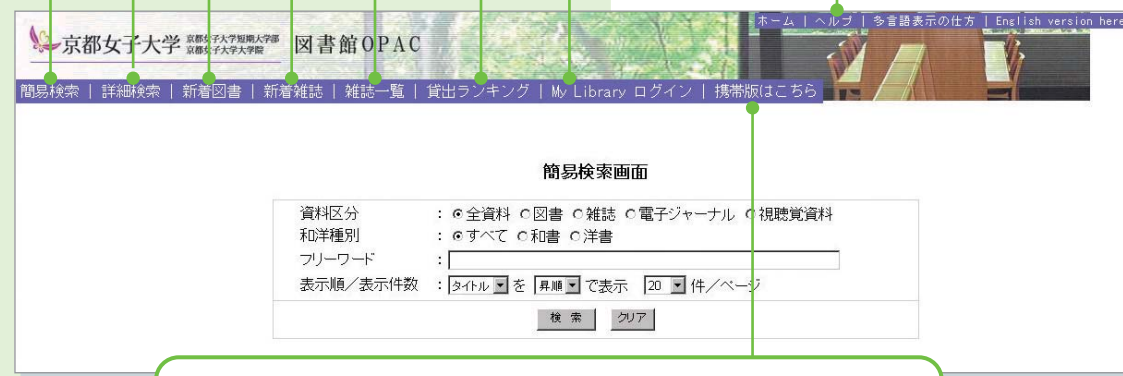 ホーム | ヘルプ | 多言語表示の仕方 | English version here
京都女子大学 京都女子大学短期大学部 図書館OPAC
京都女子大学大学院
簡易検索 | 詳細検索 | 新着図書 | 新着雑誌 | 雑誌一覧 | 貸出ランキング | My Library ログイン | 携帯版はこちら
簡易検索画面
資料区分 : 全資料 図書 雑誌 電子ジャーナル 視聴覚資料
和洋種別 : すべて 和書 洋書
フリーワード :
表示順／表示件数 : タイトル を 昇順 で表示 20 件／ページ
検 索 クリア